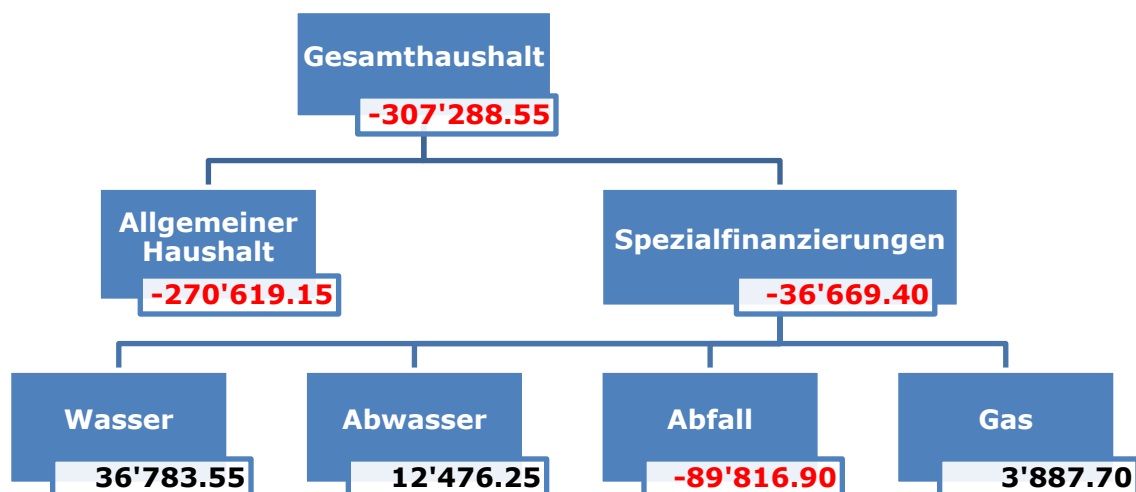 Gesamthaushalt
-307'288.55
Allgemeiner
Haushalt
-270'619.15
Spezialfinanzierungen
-36'669.40
Wasser
36'783.55
Abwasser
12'476.25
Abfall
-89'816.90
Gas
3'887.70